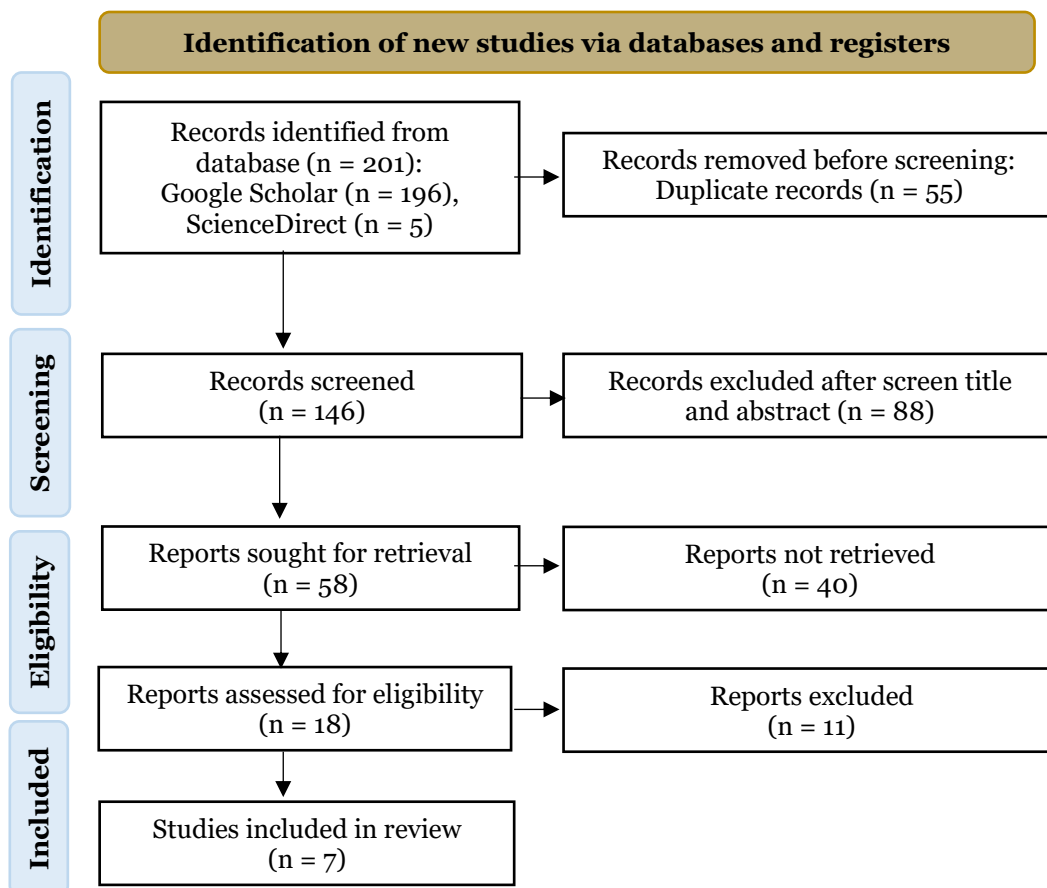 Identification of new studies via databases and registers
Identification
Records identified from
database (n = 201):
Google Scholar (n = 196),
ScienceDirect (n = 5)
Records removed before screening:
Duplicate records (n = 55)
Screening
Records screened
(n = 146)
Records excluded after screen title
and abstract (n = 88)
Eligibility
Reports sought for retrieval
(n = 58)
Reports not retrieved
(n = 40)
Reports assessed for eligibility
(n = 18)
Reports excluded
(n = 11)
Included
Studies included in review
(n = 7)